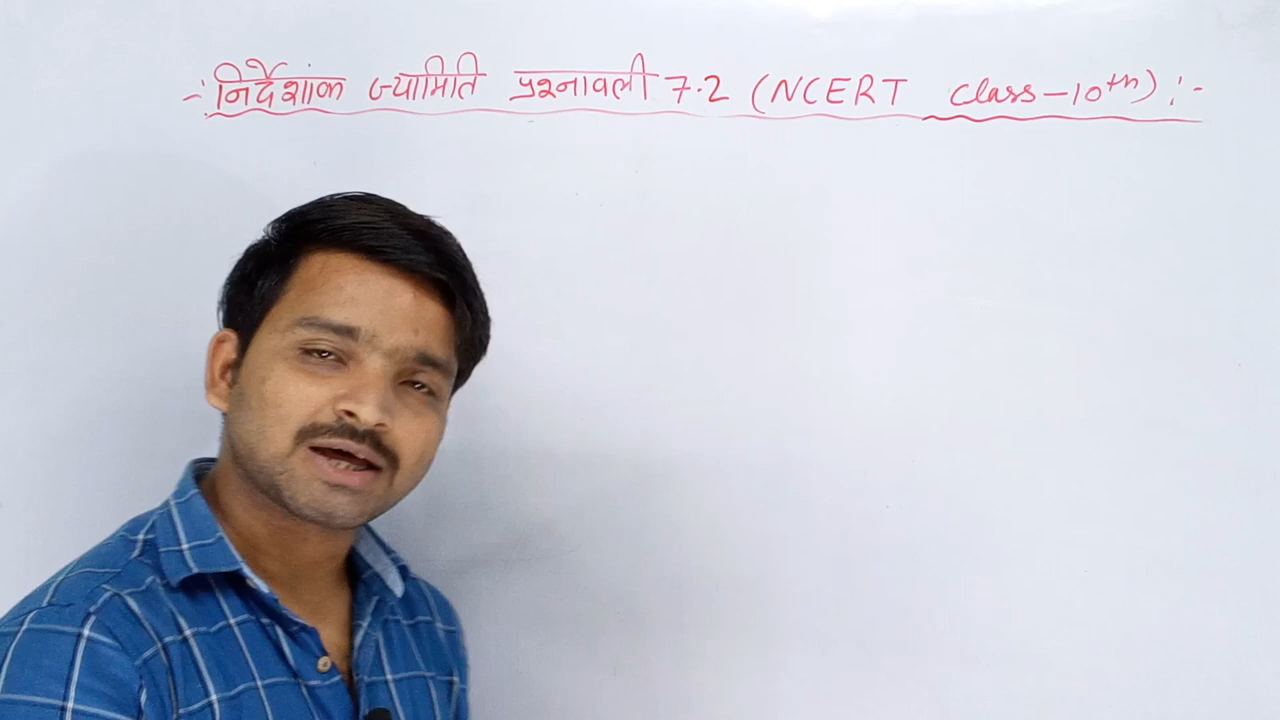 -: निर्देशांक ज्यामिति प्रश्नावली 7.2 (NCERT Class-10th) :-